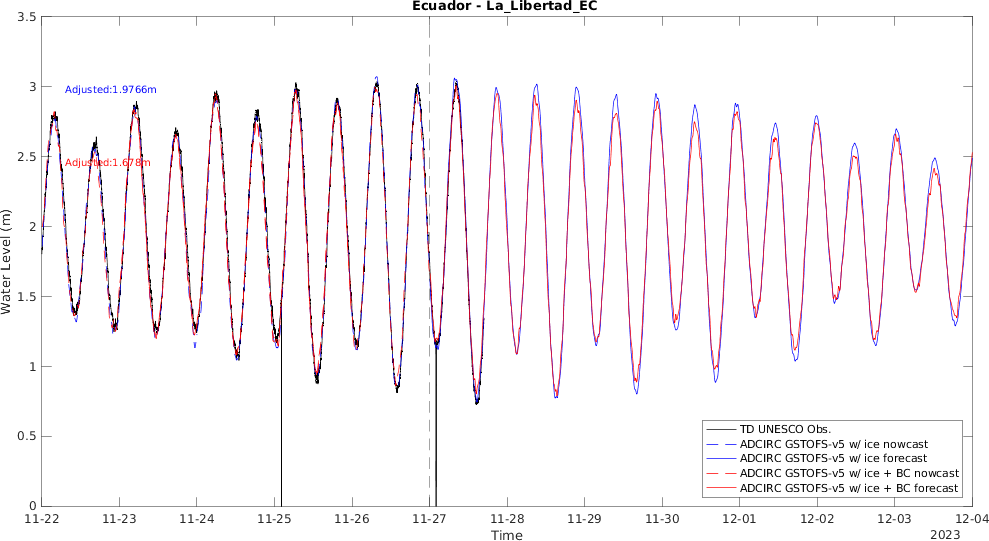 Ecuador - La_Libertad_EC
3.5
3
2.5
2
1.5
1
0.5
0
Water Level (m)
Adjusted:1.9766m
Adjusted:1.678m
TD UNESCO Obs.
ADCIRC GSTOFS-v5 w/ ice nowcast
ADCIRC GSTOFS-v5 w/ ice forecast
ADCIRC GSTOFS-v5 w/ ice + BC nowcast
ADCIRC GSTOFS-v5 w/ ice + BC forecast
11-22 11-23 11-24 11-25 11-26 11-27 11-28 11-29 11-30 12-01 12-02 12-03 12-04
Time
2023